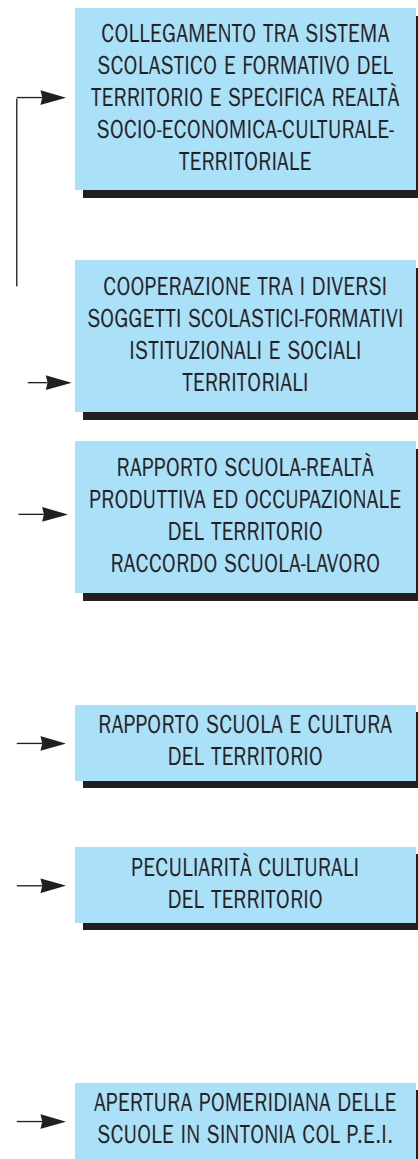 COLLEGAMENTO TRA SISTEMA
SCOLASTICO E FORMATIVO DEL
TERRITORIO E SPECIFICA REALTÀ
SOCIO-ECONOMICA-CULTURALE-
TERRITORIALE
COOPERAZIONE TRA I DIVERSI
SOGGETTI SCOLASTICI-FORMATIVI
ISTITUZIONALI E SOCIALI
TERRITORIALI
RAPPORTO SCUOLA-REALTÀ
PRODUTTIVA ED OCCUPAZIONALE
DEL TERRITORIO
RACCORDO SCUOLA-LAVORO
RAPPORTO SCUOLA E CULTURA
DEL TERRITORIO
PECULIARITÀ CULTURALI
DEL TERRITORIO
APERTURA POMERIDIANA DELLE
SCUOLE IN SINTONIA COL P.E.I.